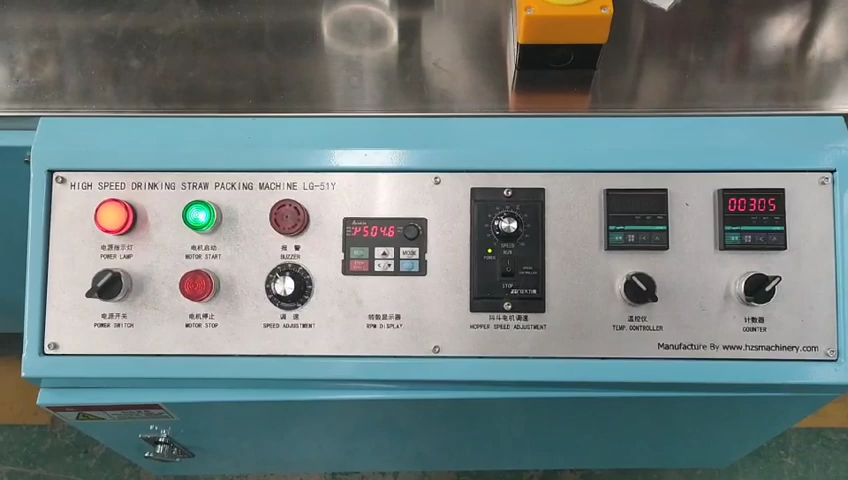 HIGH SPEED DRINKING STRAW PACKING MACHINE LG-51Y
电源指示灯
POWER LAMP
电机启动
MOTOR START
报 警
BUZZER
电源开关
POWER SWITCH
电机停止
MOTOR STOP
调 速
SPEED ADJUSTMENT
504.6
MODE
转数显示器
RPM DISPLAY
SPEED
RUN
POWER
STOP
料斗电机调速
HOPPER SPEED ADJUSTMENT
温控仪
TEMP.CONTROLLER
00305
计数器
COUNTER
Manufacture By www.hzsmachinery.com